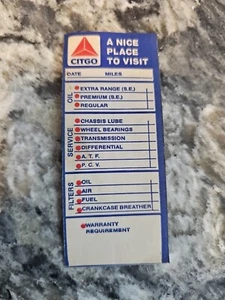 A NICE
PLACE
TO VISIT
CITGO
DATE MILES
OIL
EXTRA RANGE (S.E.)
PREMIUM (S.E.)
REGULAR
SERVICE
CHASSIS LUBE
WHEEL BEARINGS
TRANSMISSION
DIFFERENTIAL
A. T. F.
P. C. V.
FILTERS
OIL
AIR
FUEL
CRANKCASE BREATHER
WARRANTY
REQUIREMENT